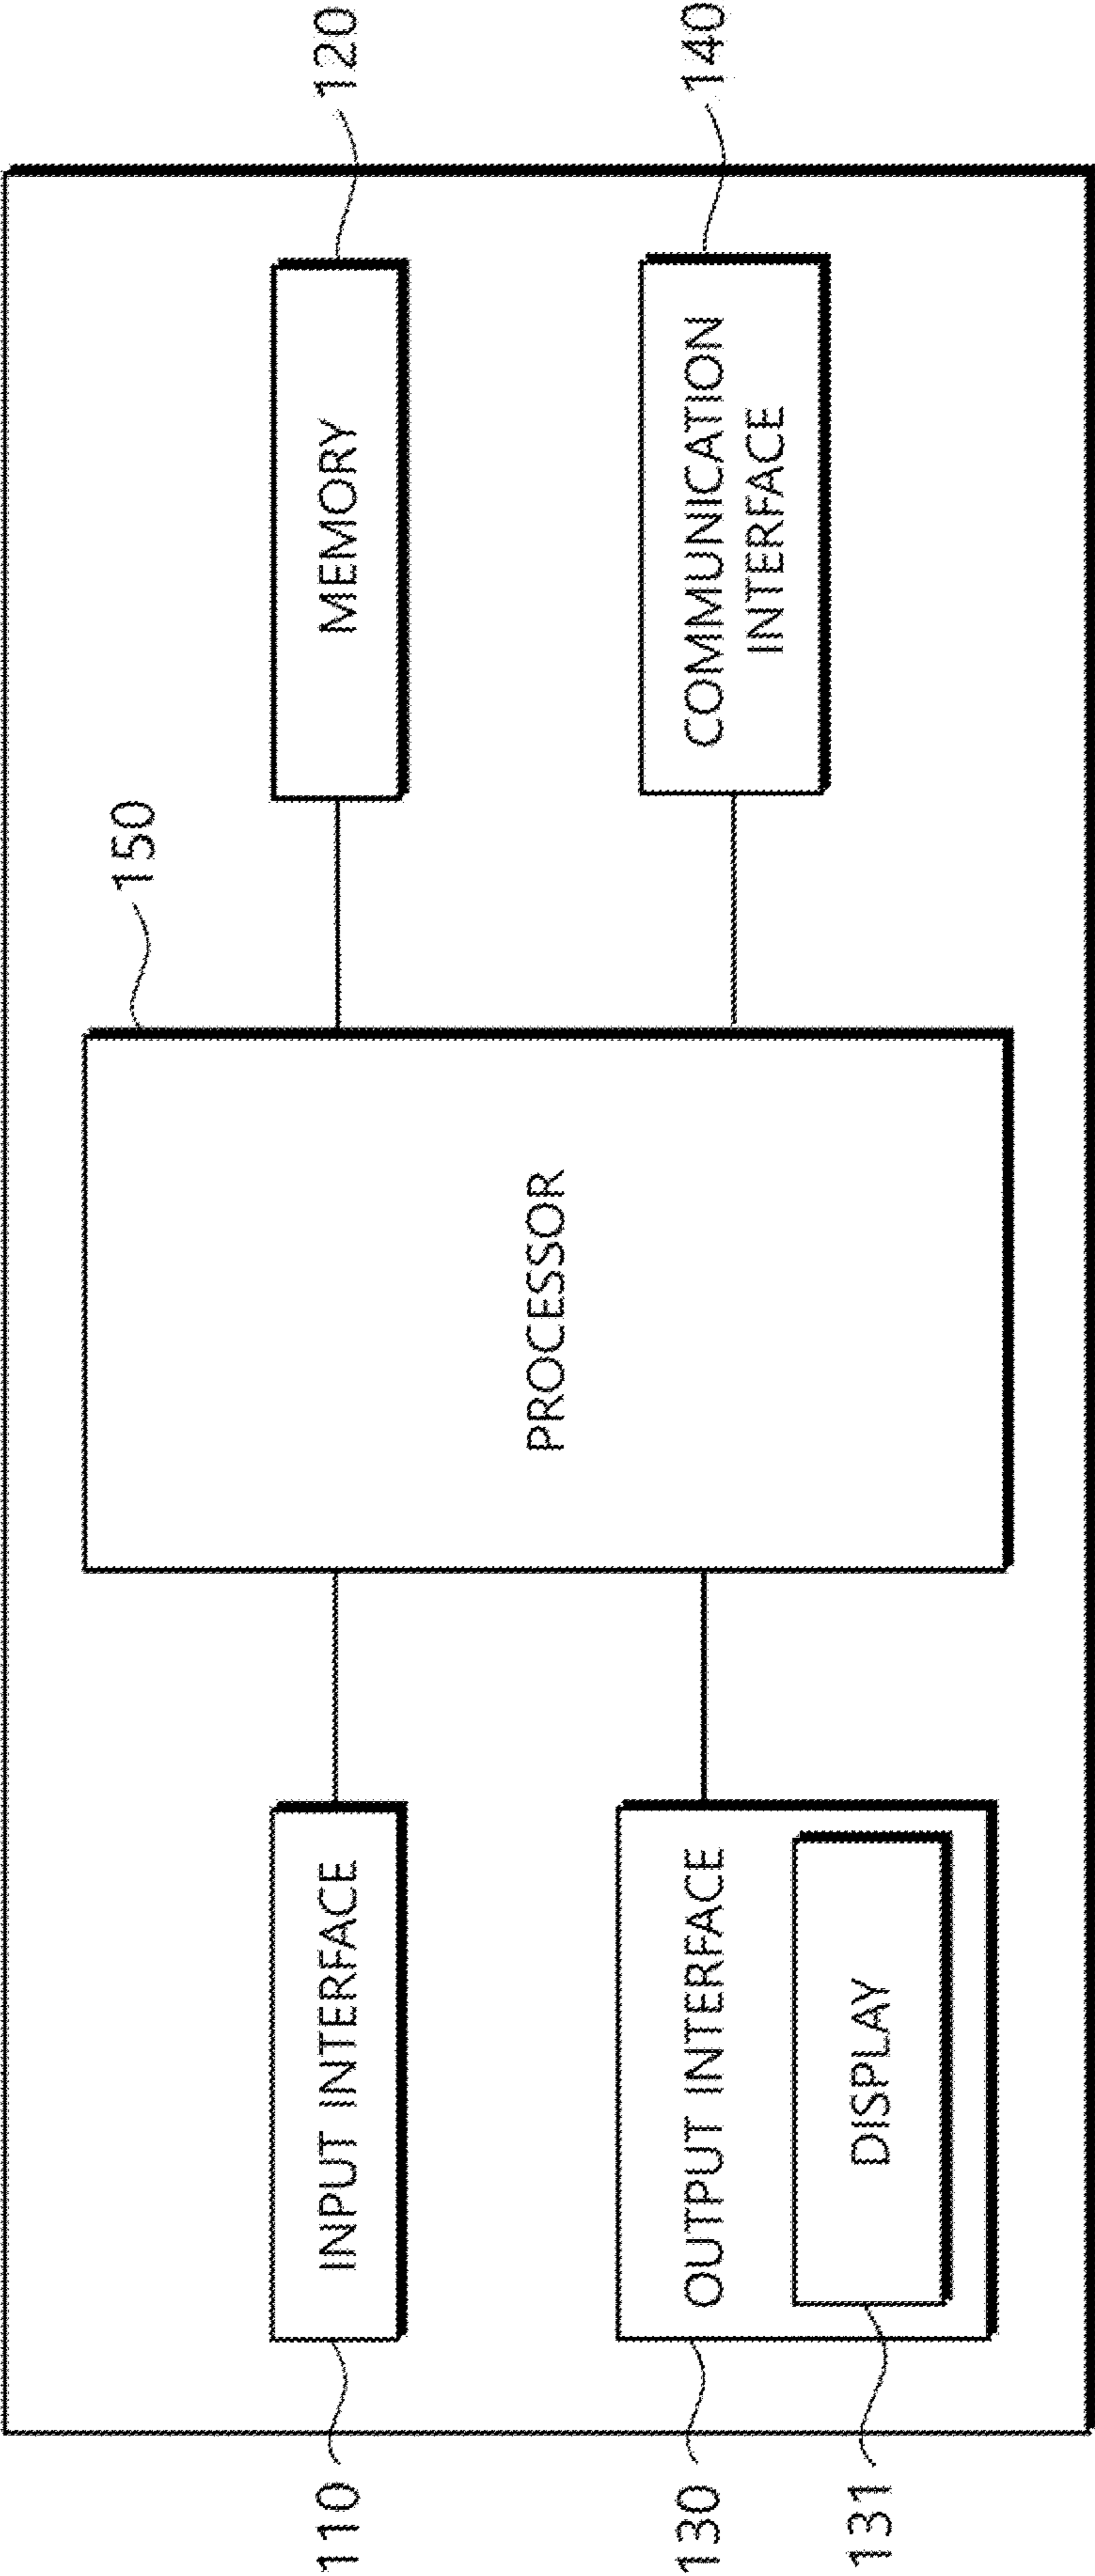 150
INPUT INTERFACE
110
MEMORY
120
PROCESSOR
OUTPUT INTERFACE
130
DISPLAY
131
COMMUNICATION
INTERFACE
140